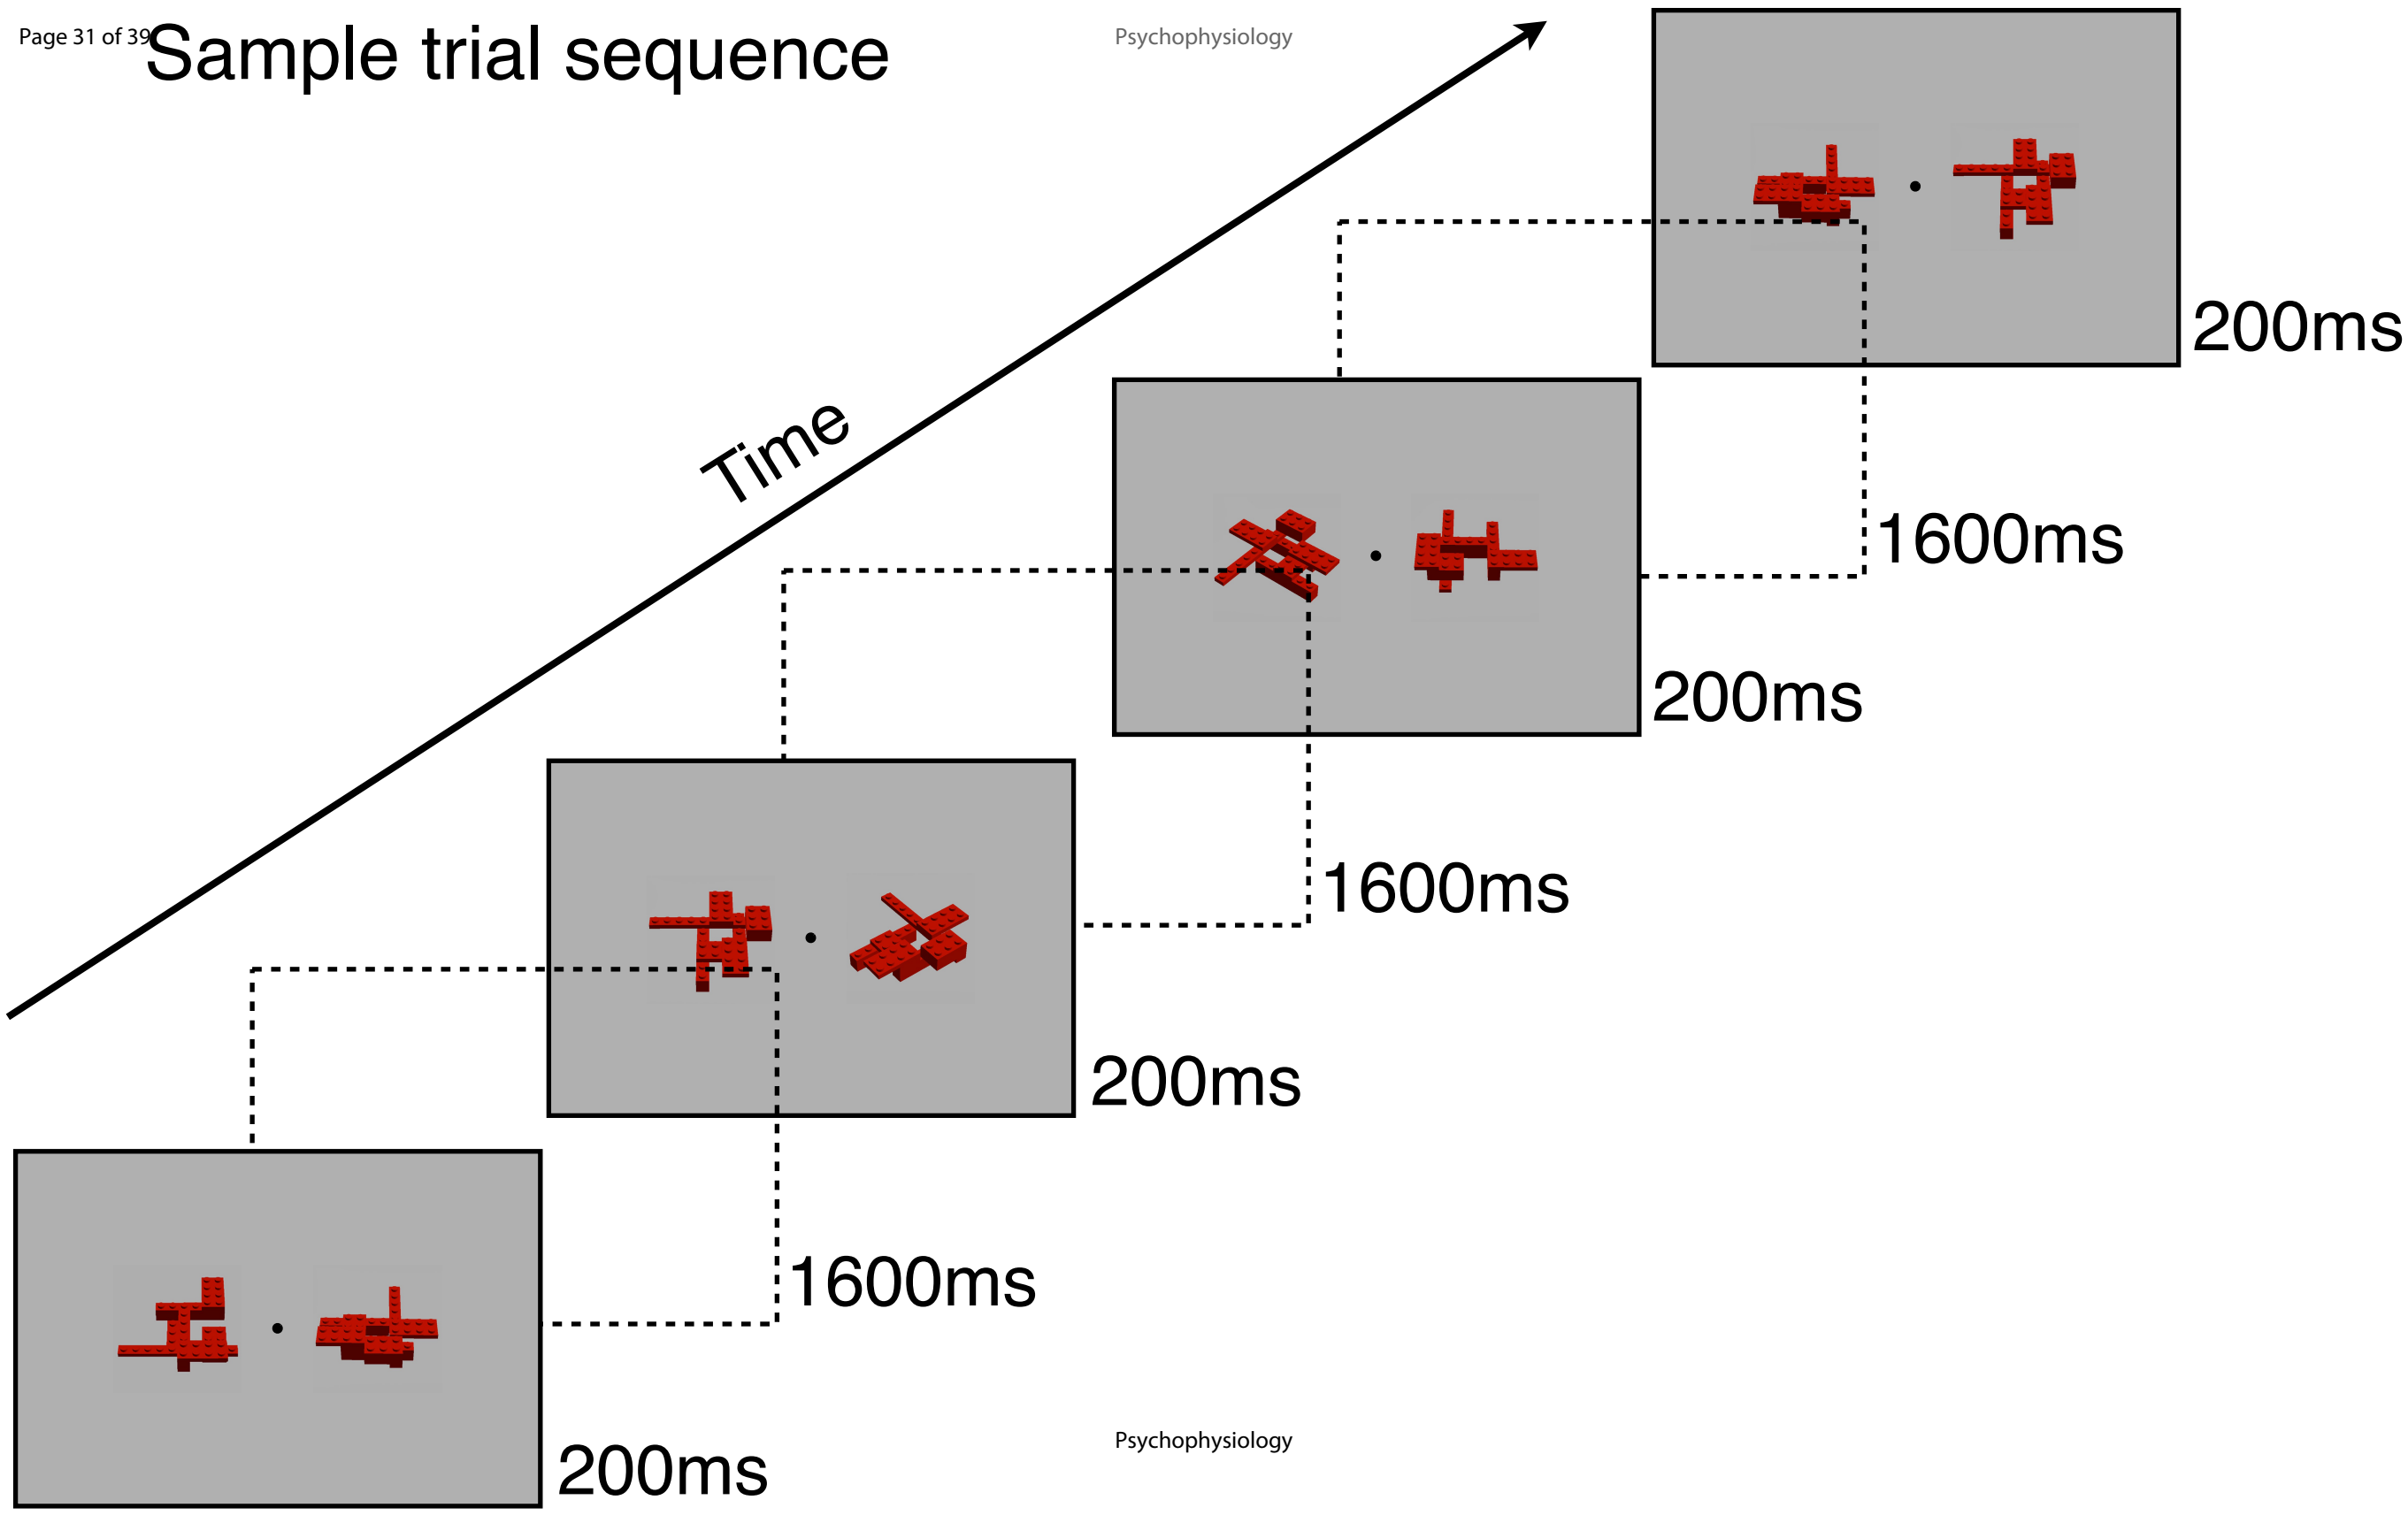 Page 31 of 39
Psychophysiology
Sample trial sequence
200ms
Time
1600ms
200ms
1600ms
200ms
1600ms
200ms
Psychophysiology